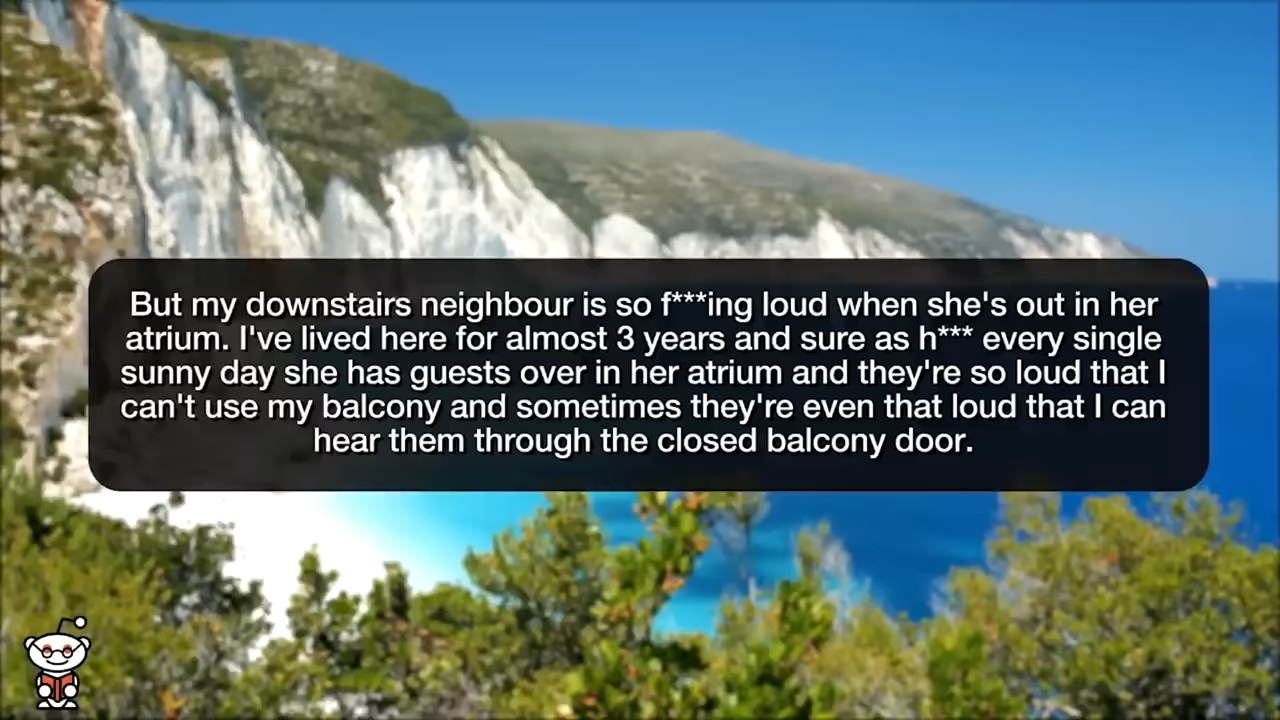 But my downstairs neighbour is so f***ing loud when she's out in her
atrium. I've lived here for almost 3 years and sure as h*** every single
sunny day she has guests over in her atrium and they're so loud that I
can't use my balcony and sometimes they're even that loud that I can
hear them through the closed balcony door.